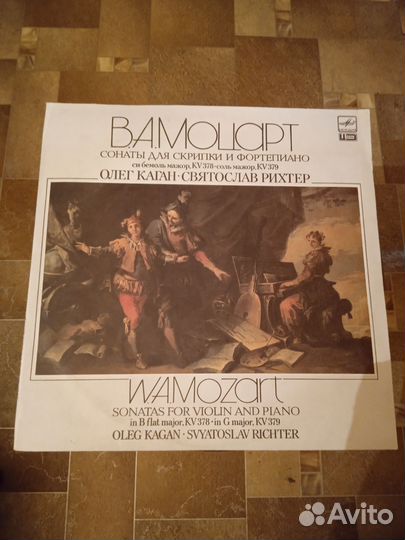 В.А.МОЦАРТ
СОНАТЫ ДЛЯ СКРИПКИ И ФОРТЕПИАНО
си бемоль мажор, KV 378 · соль мажор, KV 379
ОЛЕГ КАГАН · СВЯТОСЛАВ РИХТЕР
W.A.Mozart
SONATAS FOR VIOLIN AND PIANO
in B flat major, KV 378 · in G major, KV 379
OLEG KAGAN · SVYATOSLAV RICHTER
Avito